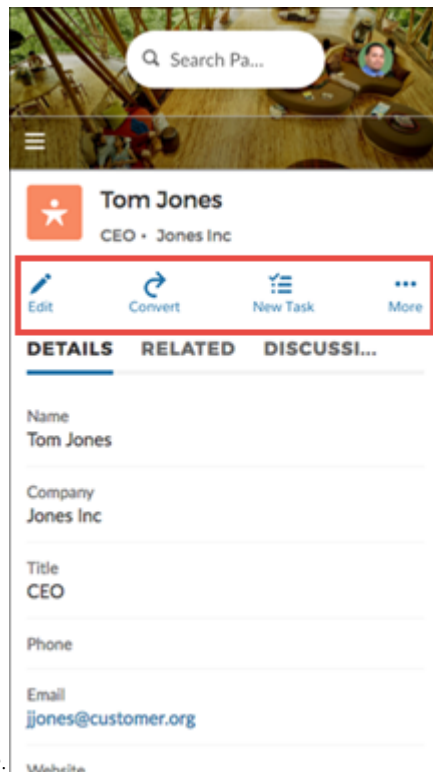 Search Pa...
Tom Jones
CEO • Jones Inc
Edit Convert New Task More
DETAILS RELATED DISCUSSI...
Name
Tom Jones
Company
Jones Inc
Title
CEO
Phone
Email
jjones@customer.org
Website
.